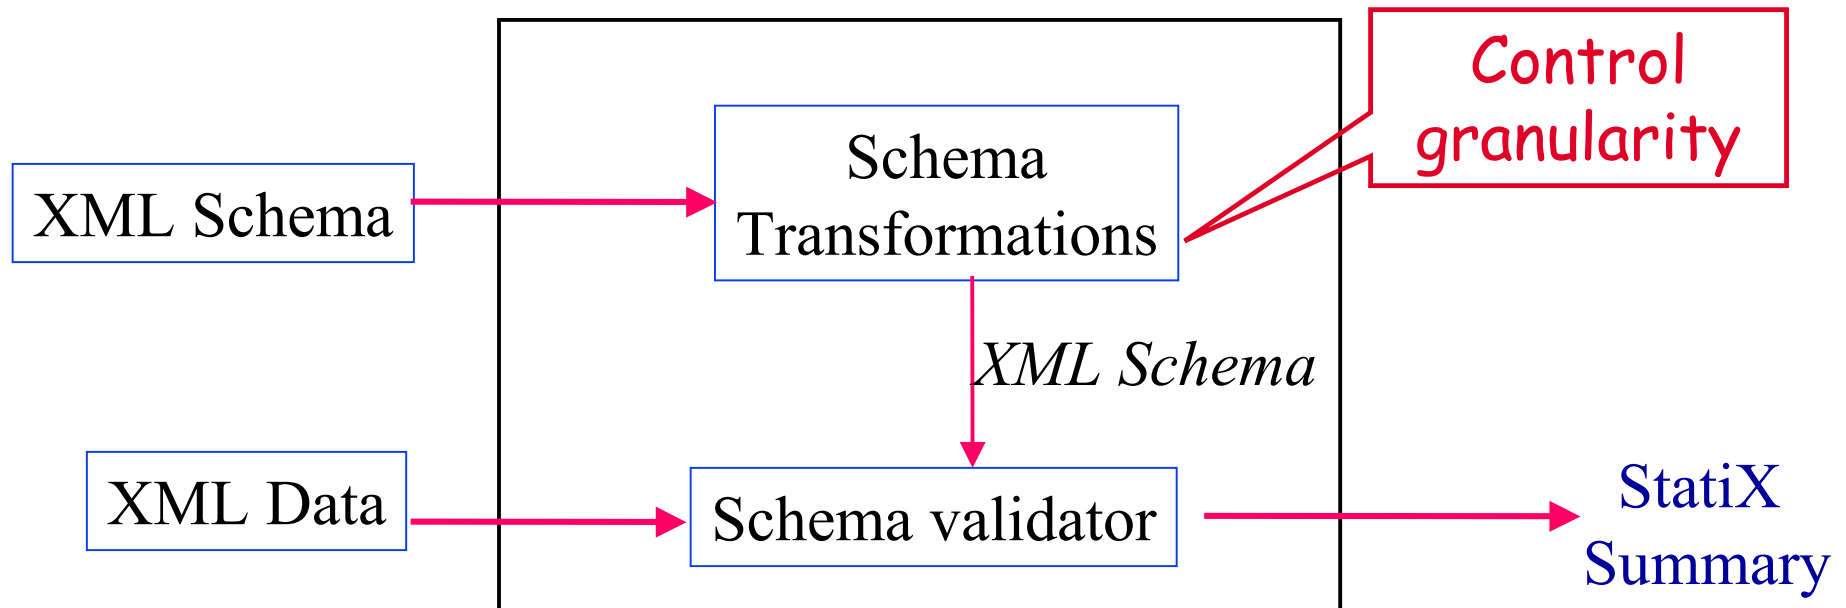 Control
granularity
Schema
Transformations
XML Schema
XML Schema
XML Data
Schema validator
StatiX
Summary